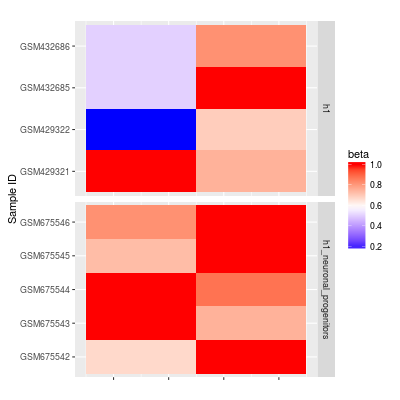 GSM432686
GSM432685
GSM429322
GSM429321
h1
GSM675546
GSM675545
GSM675544
GSM675543
GSM675542
h1_neuronal_progenitors
Sample ID
beta
1.0
0.8
0.6
0.4
0.2